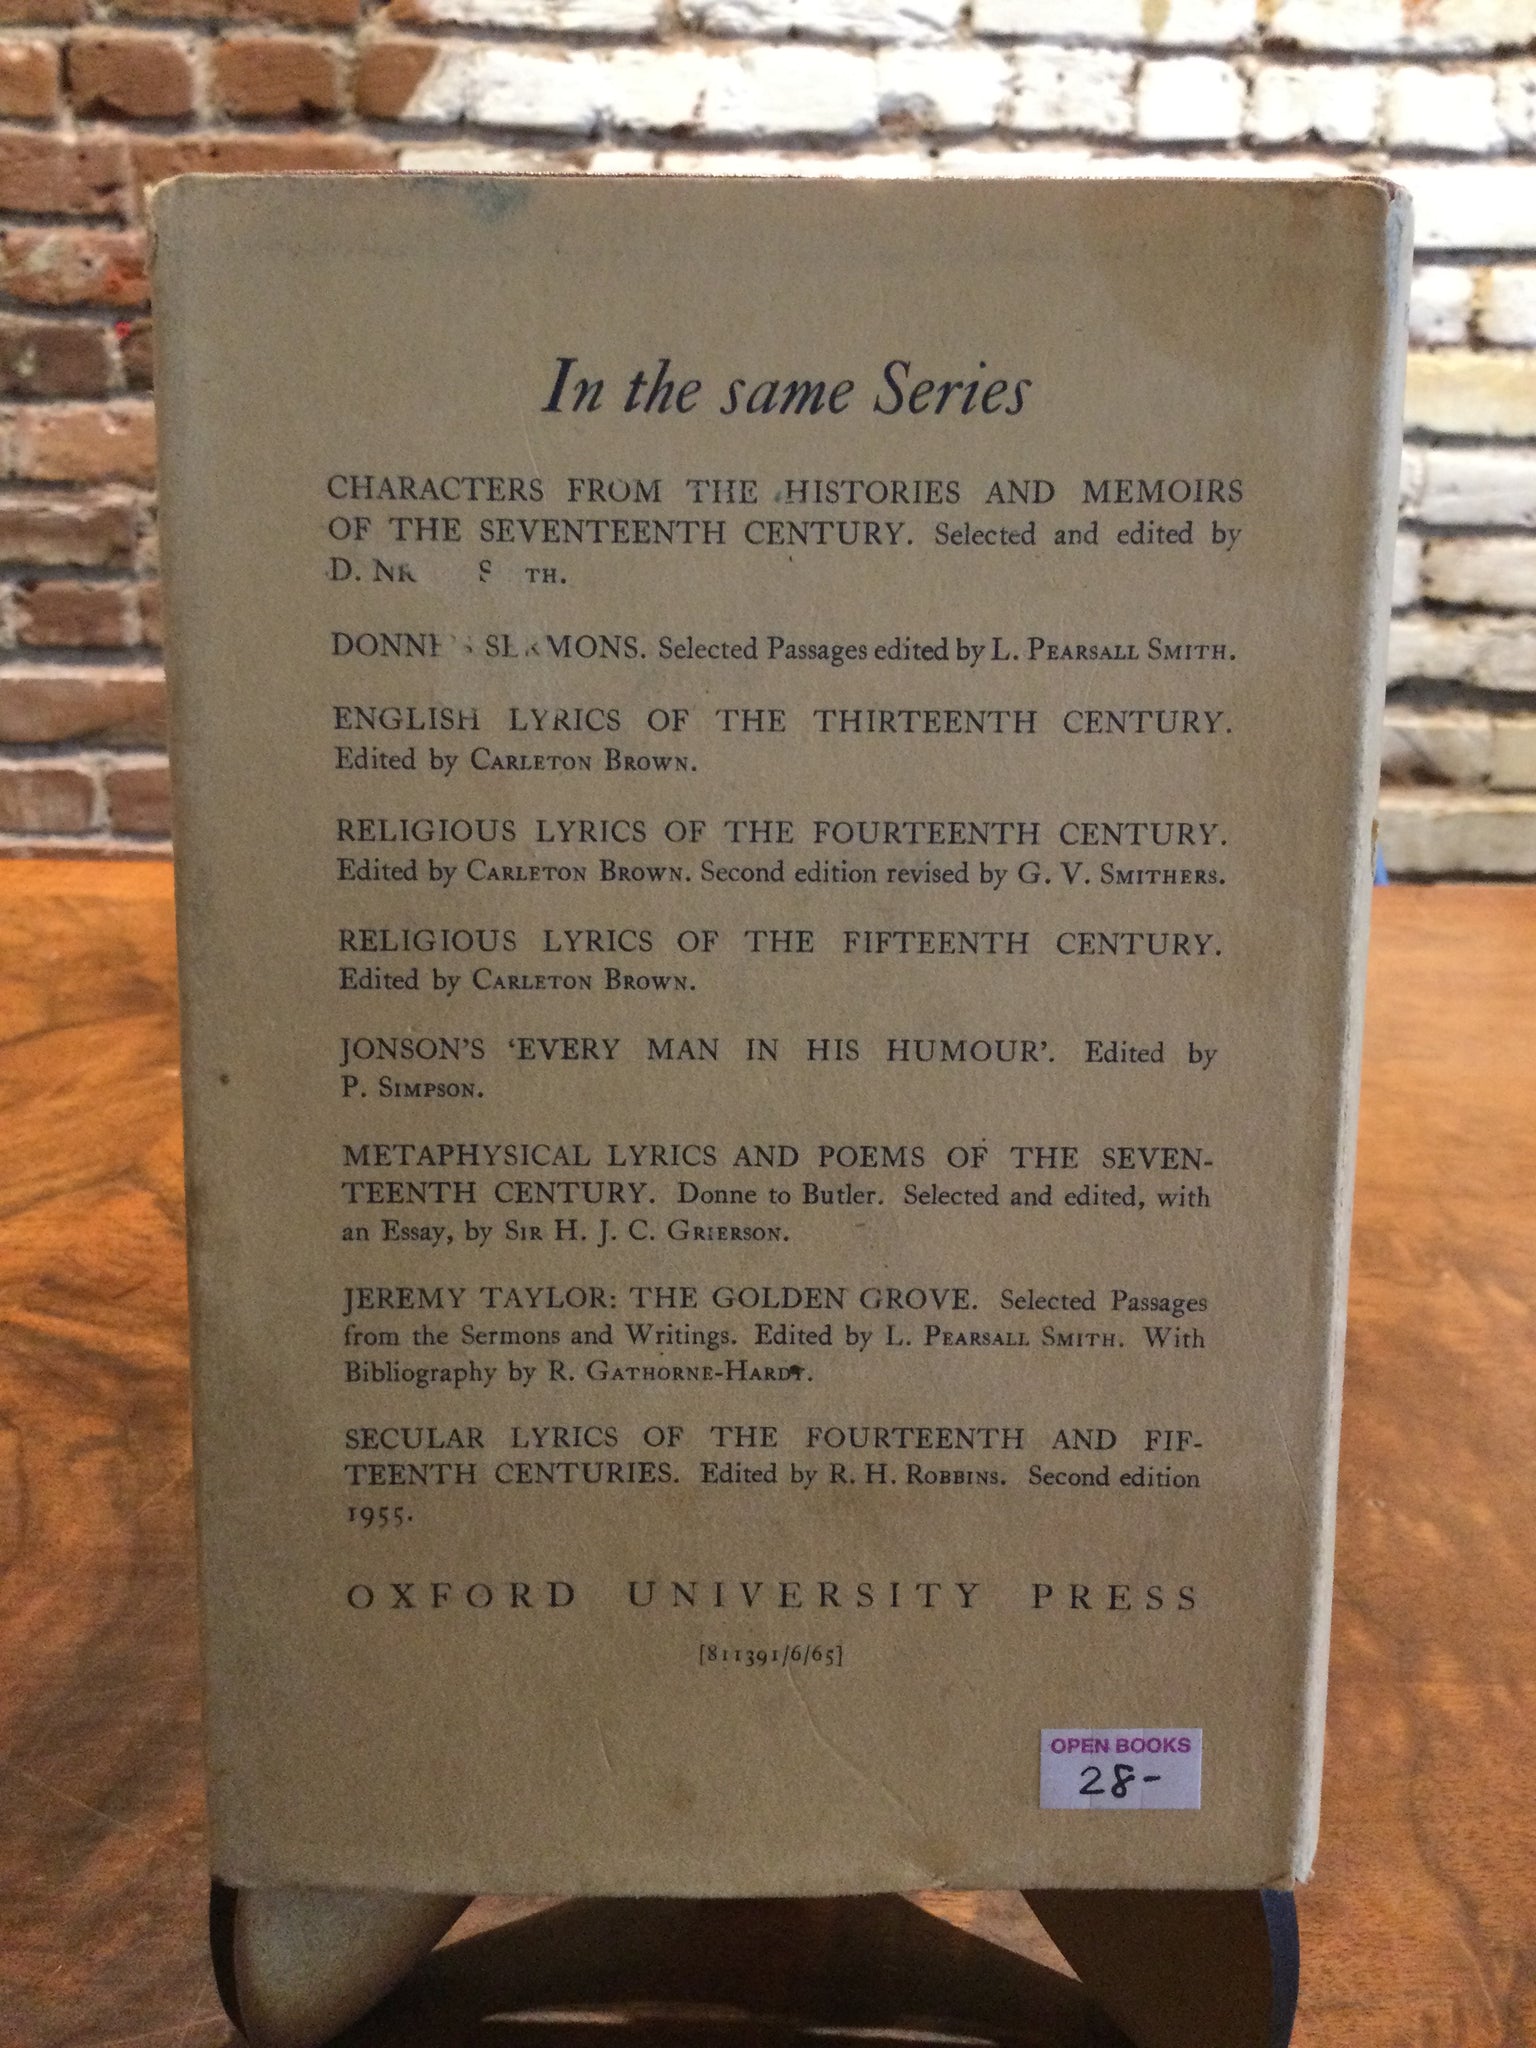 In the same Series
CHARACTERS FROM THE HISTORIES AND MEMOIRS
OF THE SEVENTEENTH CENTURY. Selected and edited by
D.
DONNE'S SERMONS. Selected Passages edited by L. PEARSALL SMITH.
ENGLISH LYRICS OF THE THIRTEENTH CENTURY.
Edited by CARLETON BROWN.
RELIGIOUS LYRICS OF THE FOURTEENTH CENTURY.
Edited by CARLETON BROWN. Second edition revised by G. V. SMITHERS.
RELIGIOUS LYRICS OF THE FIFTEENTH CENTURY.
Edited by CARLETON BROWN.
JONSON'S ‘EVERY MAN IN HIS HUMOUR’. Edited by
P. SIMPSON.
METAPHYSICAL LYRICS AND POEMS OF THE SEVEN-
TEENTH CENTURY. Donne to Butler. Selected and edited, with
an Essay, by SIR H. J. C. GRIERSON.
JEREMY TAYLOR: THE GOLDEN GROVE. Selected Passages
from the Sermons and Writings. Edited by L. PEARSALL SMITH. With
Bibliography by R. GATHORNE-HARDY.
SECULAR LYRICS OF THE FOURTEENTH AND FIF-
TEENTH CENTURIES. Edited by R. H. ROBBINS. Second edition
1955.
OXFORD UNIVERSITY PRESS
[811391/6/65]
OPEN BOOKS
28-